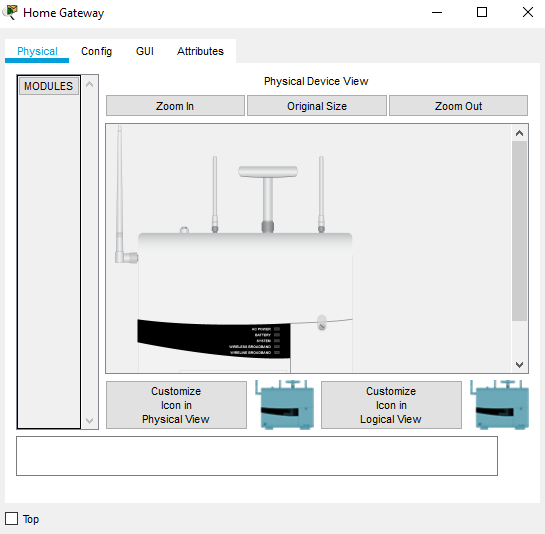 Home Gateway
Physical
Config
GUI
Attributes
MODULES
Physical Device View
Zoom In
Original Size
Zoom Out
AC POWER
BATTERY
SYSTEM
WIRELESS BROADBAND
WIRELINE BROADBAND
Customize
Icon in
Physical View
Customize
Icon in
Logical View
Top